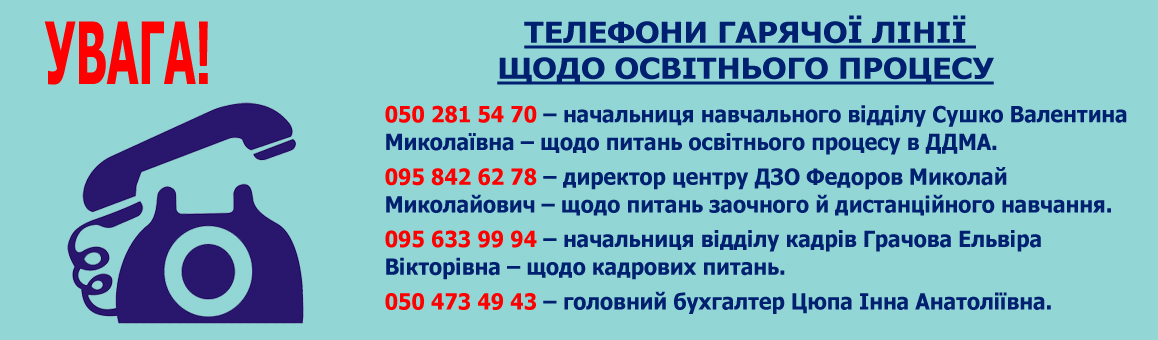 УВАГА!
ТЕЛЕФОНИ ГАРЯЧОЇ ЛІНІЇ
ЩОДО ОСВІТНЬОГО ПРОЦЕСУ
050 281 54 70 – начальниця навчального відділу Сушко Валентина
Миколаївна – щодо питань освітнього процесу в ДДМА.
095 842 62 78 – директор центру ДЗО Федоров Миколай
Миколайович – щодо питань заочного й дистанційного навчання.
095 633 99 94 – начальниця відділу кадрів Грачова Ельвіра
Вікторівна – щодо кадрових питань.
050 473 49 43 – головний бухгалтер Цюпа Інна Анатоліївна.